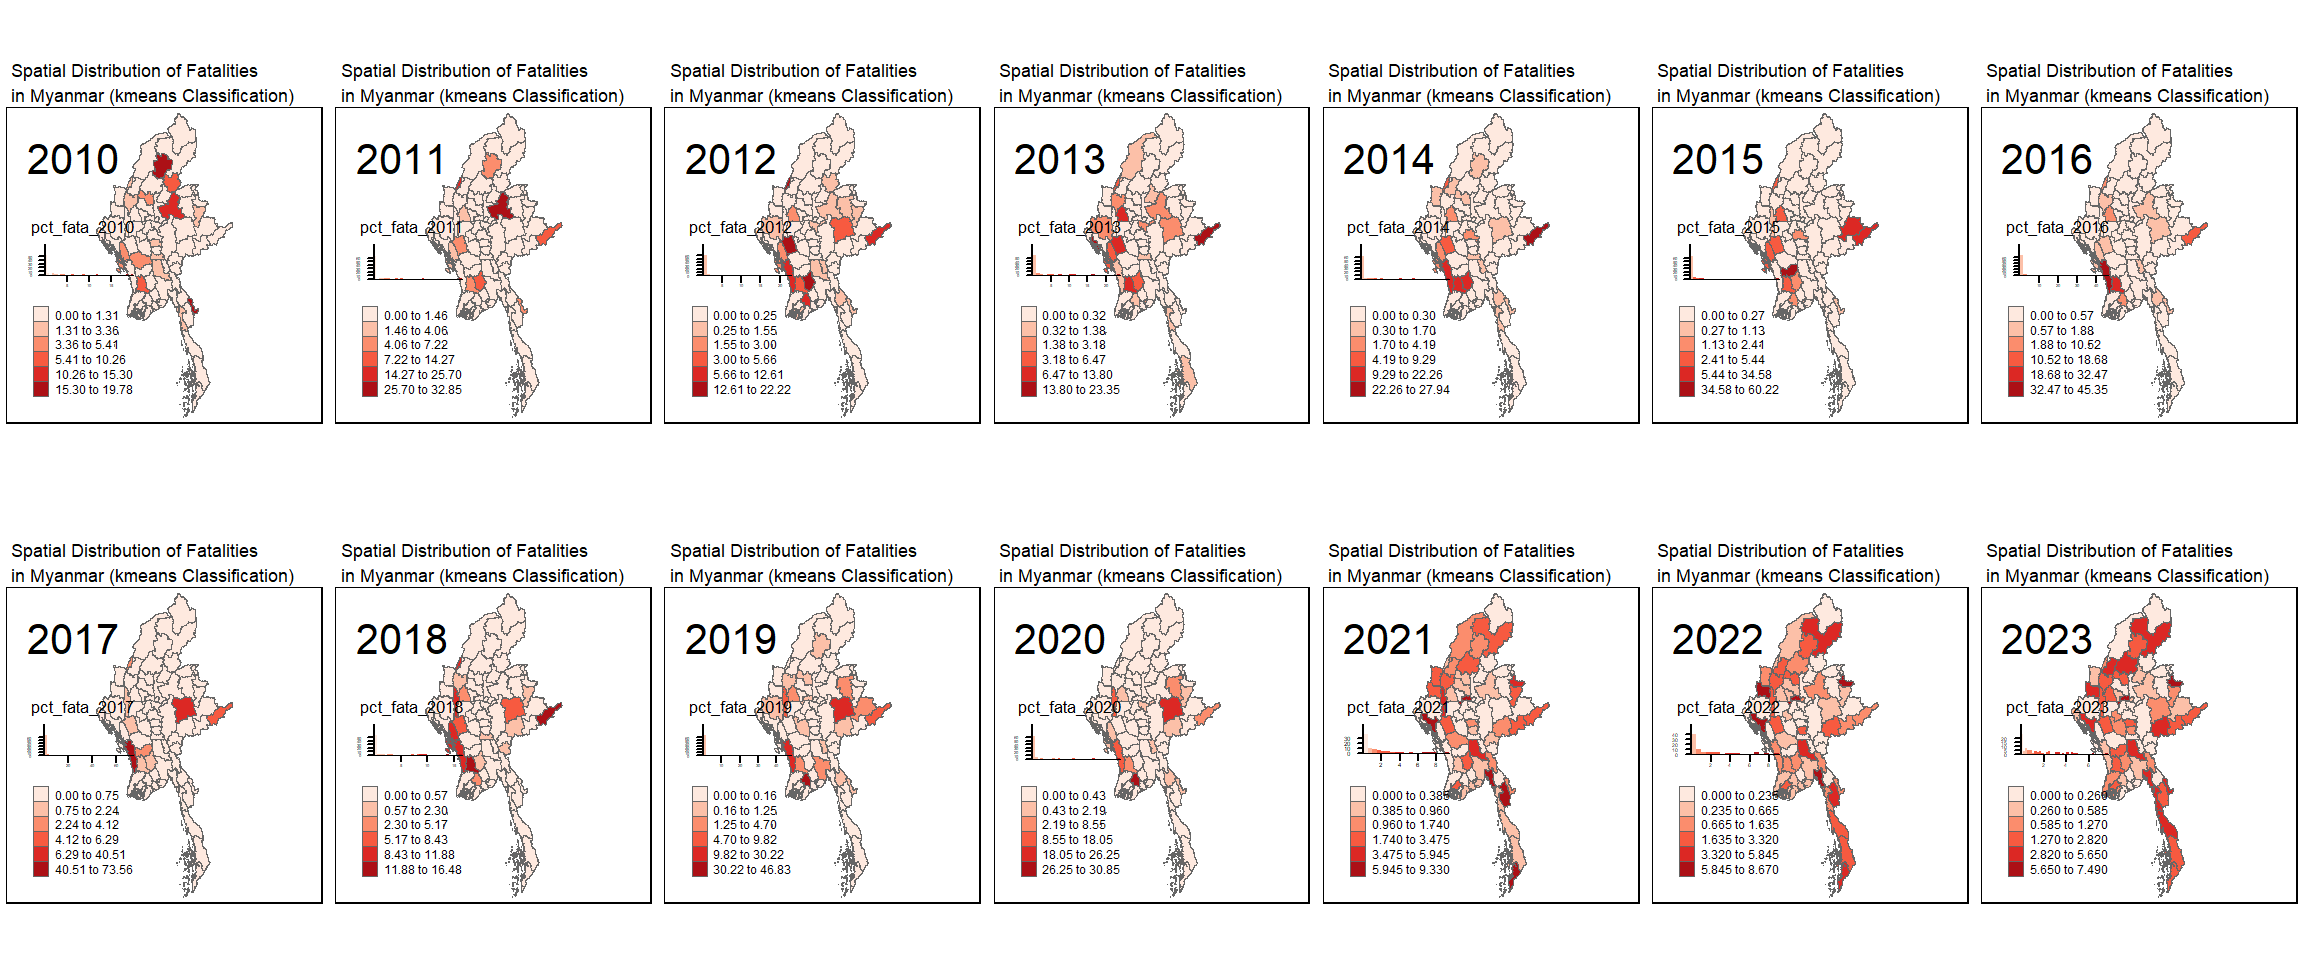 Spatial Distribution of Fatalities
in Myanmar (kmeans Classification)
2010
pct_fata_2010
0.00 to 1.31
1.31 to 3.36
3.36 to 5.41
5.41 to 10.26
10.26 to 15.30
15.30 to 19.78
Spatial Distribution of Fatalities
in Myanmar (kmeans Classification)
2011
pct_fata_2011
0.00 to 1.46
1.46 to 4.06
4.06 to 7.22
7.22 to 14.27
14.27 to 25.70
25.70 to 32.85
Spatial Distribution of Fatalities
in Myanmar (kmeans Classification)
2012
pct_fata_2012
0.00 to 0.25
0.25 to 1.55
1.55 to 3.00
3.00 to 5.66
5.66 to 12.61
12.61 to 22.22
Spatial Distribution of Fatalities
in Myanmar (kmeans Classification)
2013
pct_fata_2013
0.00 to 0.32
0.32 to 1.38
1.38 to 3.18
3.18 to 6.47
6.47 to 13.80
13.80 to 23.35
Spatial Distribution of Fatalities
in Myanmar (kmeans Classification)
2014
pct_fata_2014
0.00 to 0.30
0.30 to 1.70
1.70 to 4.19
4.19 to 9.29
9.29 to 22.26
22.26 to 27.94
Spatial Distribution of Fatalities
in Myanmar (kmeans Classification)
2015
pct_fata_2015
0.00 to 0.27
0.27 to 1.13
1.13 to 2.41
2.41 to 5.44
5.44 to 34.58
34.58 to 60.22
Spatial Distribution of Fatalities
in Myanmar (kmeans Classification)
2016
pct_fata_2016
0.00 to 0.57
0.57 to 1.88
1.88 to 10.52
10.52 to 18.68
18.68 to 32.47
32.47 to 45.35
Spatial Distribution of Fatalities
in Myanmar (kmeans Classification)
2017
pct_fata_2017
0.00 to 0.75
0.75 to 2.24
2.24 to 4.12
4.12 to 6.29
6.29 to 40.51
40.51 to 73.56
Spatial Distribution of Fatalities
in Myanmar (kmeans Classification)
2018
pct_fata_2018
0.00 to 0.57
0.57 to 2.30
2.30 to 5.17
5.17 to 8.43
8.43 to 11.88
11.88 to 16.48
Spatial Distribution of Fatalities
in Myanmar (kmeans Classification)
2019
pct_fata_2019
0.00 to 0.16
0.16 to 1.25
1.25 to 4.70
4.70 to 9.82
9.82 to 30.22
30.22 to 46.83
Spatial Distribution of Fatalities
in Myanmar (kmeans Classification)
2020
pct_fata_2020
0.00 to 0.43
0.43 to 2.19
2.19 to 8.55
8.55 to 18.05
18.05 to 26.25
26.25 to 30.85
Spatial Distribution of Fatalities
in Myanmar (kmeans Classification)
2021
pct_fata_2021
2 4 6 8
0.000 to 0.385
0.385 to 0.960
0.960 to 1.740
1.740 to 3.475
3.475 to 5.945
5.945 to 9.330
Spatial Distribution of Fatalities
in Myanmar (kmeans Classification)
2022
pct_fata_2022
2 4 6 8
0.000 to 0.235
0.235 to 0.665
0.665 to 1.635
1.635 to 3.320
3.320 to 5.845
5.845 to 8.670
Spatial Distribution of Fatalities
in Myanmar (kmeans Classification)
2023
pct_fata_2023
2 4 6
0.000 to 0.260
0.260 to 0.585
0.585 to 1.270
1.270 to 2.820
2.820 to 5.650
5.650 to 7.490